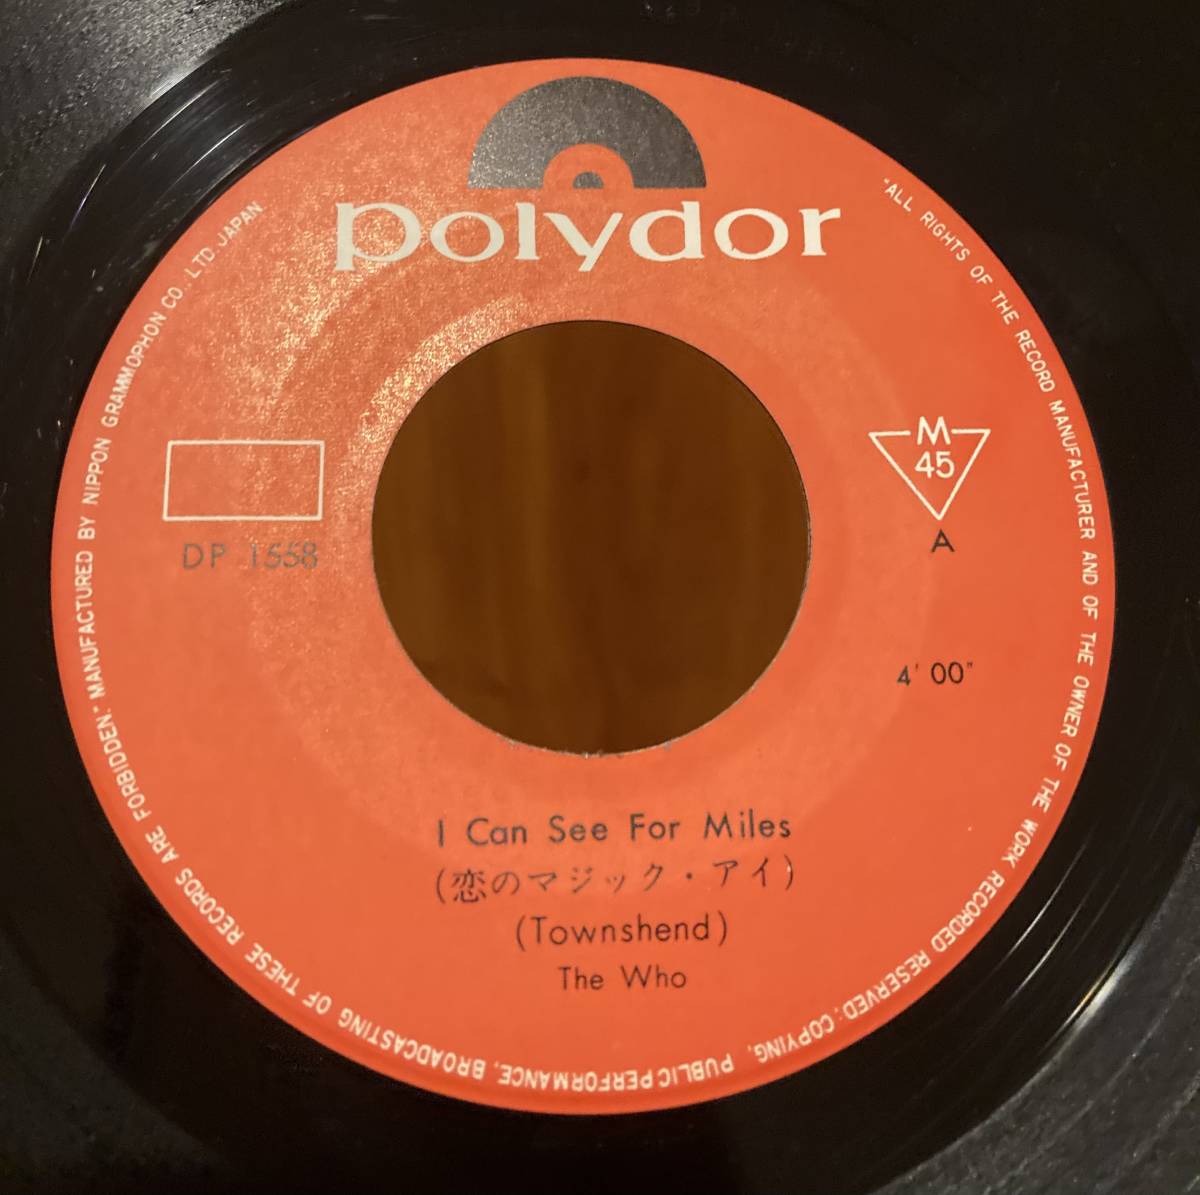 polydor
"ALL RIGHTS OF THE RECORD MANUFACTURER AND OF THE OWNER OF THE WORK RECORDED RESERVED; COPYING, PUBLIC PERFORMANCE, BROADCASTING OF THESE RECORDS ARE FORBIDDEN." MANUFACTURED BY NIPPON GRAMMOPHON CO., LTD. JAPAN
M
45
A
DP 1558
4' 00"
I Can See For Miles
(恋のマジック・アイ)
(Townshend)
The Who